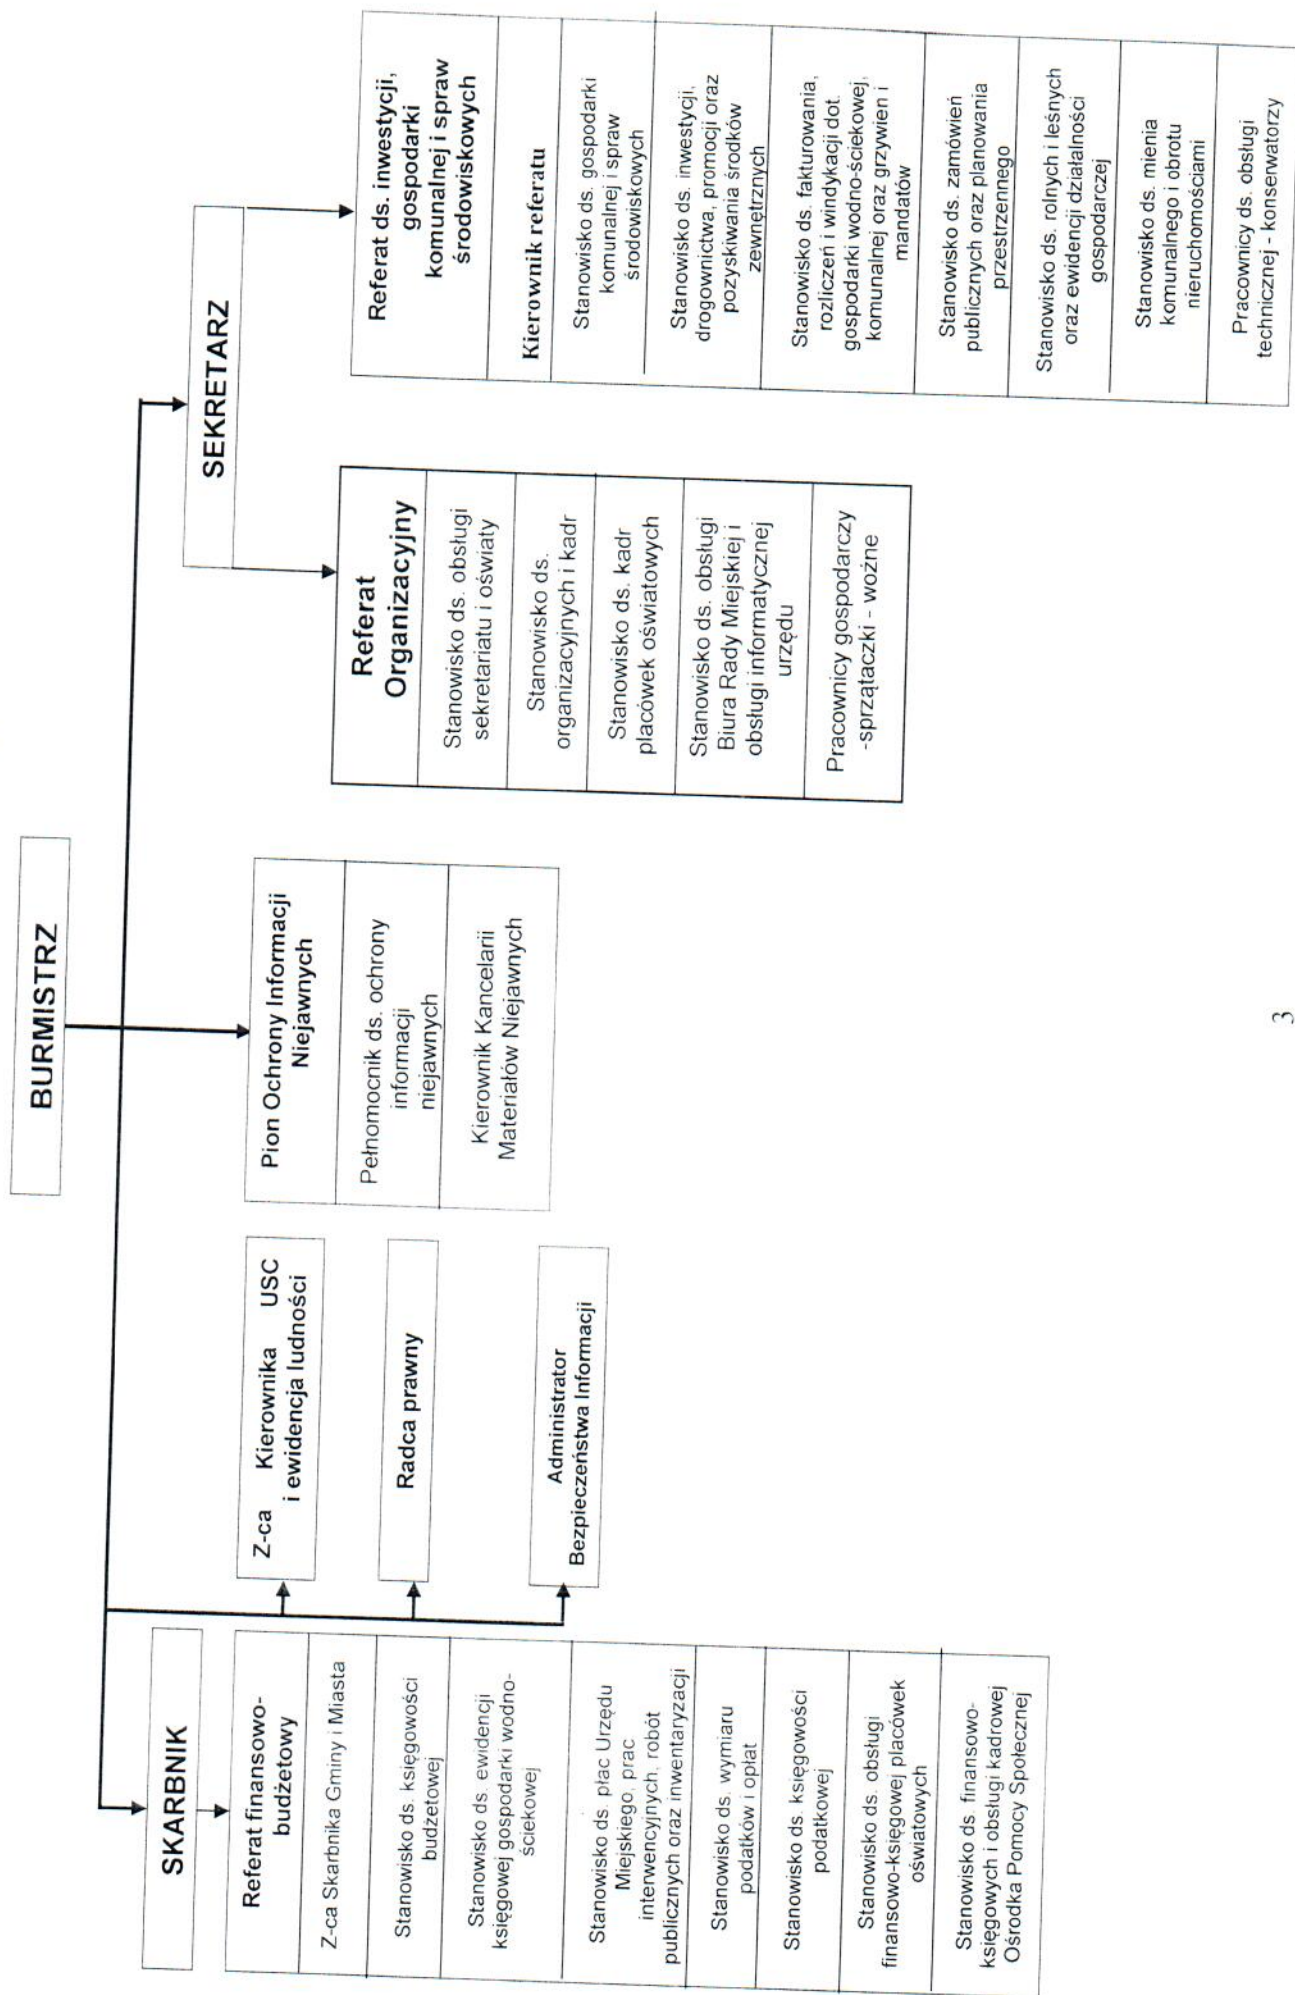 BURMISTRZ
SKARBNIK
Referat finansowo-
budżetowy
Z-ca Skarbnika Gminy i Miasta
Stanowisko ds. księgowości
budżetowej
Stanowisko ds. ewidencji
księgowej gospodarki wodno-
ściekowej
Stanowisko ds. płac Urzędu
Miejskiego, prac
interwencyjnych, robót
publicznych oraz inwentaryzacji
Stanowisko ds. wymiaru
podatków i opłat
Stanowisko ds. księgowości
podatkowej
Stanowisko ds. obsługi
finansowo-księgowej placówek
oświatowych
Stanowisko ds. finansowo-
księgowych i obsługi kadrowej
Ośrodka Pomocy Społecznej
Z-ca Kierownika USC
i ewidencja ludności
Radca prawny
Administrator
Bezpieczeństwa Informacji
Pion Ochrony Informacji
Niejawnych
Pełnomocnik ds. ochrony
informacji
niejawnych
Kierownik Kancelarii
Materiałów Niejawnych
SEKRETARZ
Referat
Organizacyjny
Stanowisko ds. obsługi
sekretariatu i oświaty
Stanowisko ds.
organizacyjnych i kadr
Stanowisko ds. kadr
placówek oświatowych
Stanowisko ds. obsługi
Biura Rady Miejskiej i
obsługi informatycznej
urzędu
Pracownicy gospodarczy
-sprzątaczki - woźne
Referat ds. inwestycji,
gospodarki
komunalnej i spraw
środowiskowych
Kierownik referatu
Stanowisko ds. gospodarki
komunalnej i spraw
środowiskowych
Stanowisko ds. inwestycji,
drogownictwa, promocji oraz
pozyskiwania środków
zewnętrznych
Stanowisko ds. fakturowania,
rozliczeń i windykacji dot.
gospodarki wodno-ściekowej,
komunalnej oraz grzywien i
mandatów
Stanowisko ds. zamówień
publicznych oraz planowania
przestrzennego
Stanowisko ds. rolnych i leśnych
oraz ewidencji działalności
gospodarczej
Stanowisko ds. mienia
komunalnego i obrotu
nieruchomościami
Pracownicy ds. obsługi
technicznej - konserwatorzy
3